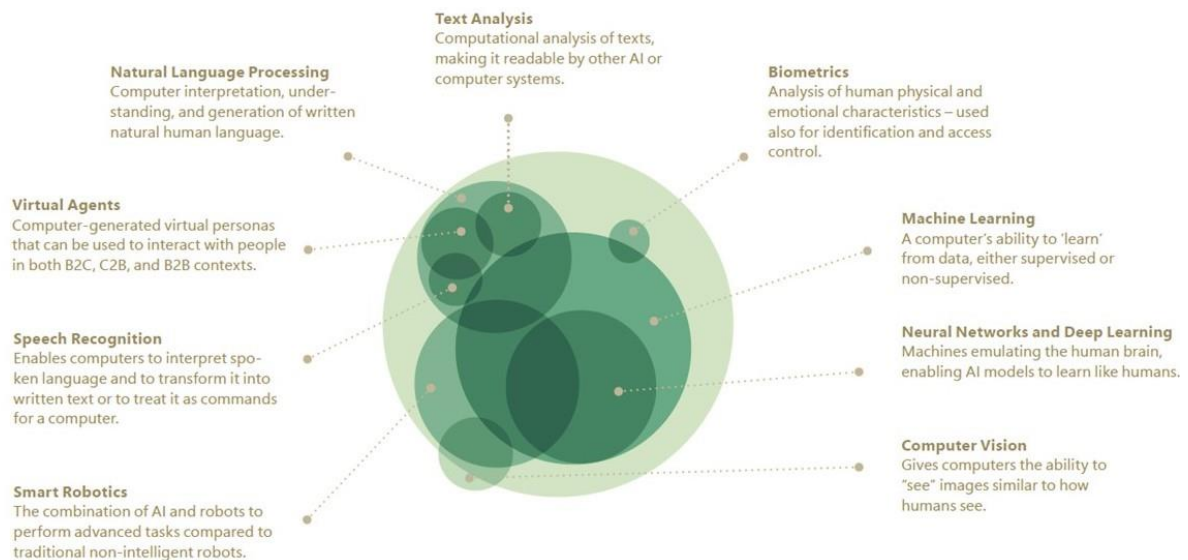 Text Analysis
Computational analysis of texts,
making it readable by other AI or
computer systems.
Natural Language Processing
Computer interpretation, under-
standing, and generation of written
natural human language.
Biometrics
Analysis of human physical and
emotional characteristics – used
also for identification and access
control.
Virtual Agents
Computer-generated virtual personas
that can be used to interact with people
in both B2C, C2B, and B2B contexts.
Machine Learning
A computer's ability to 'learn'
from data, either supervised or
non-supervised.
Speech Recognition
Enables computers to interpret spo-
ken language and to transform it into
written text or to treat it as commands
for a computer.
Neural Networks and Deep Learning
Machines emulating the human brain,
enabling AI models to learn like humans.
Computer Vision
Gives computers the ability to
"see" images similar to how
humans see.
Smart Robotics
The combination of AI and robots to
perform advanced tasks compared to
traditional non-intelligent robots.